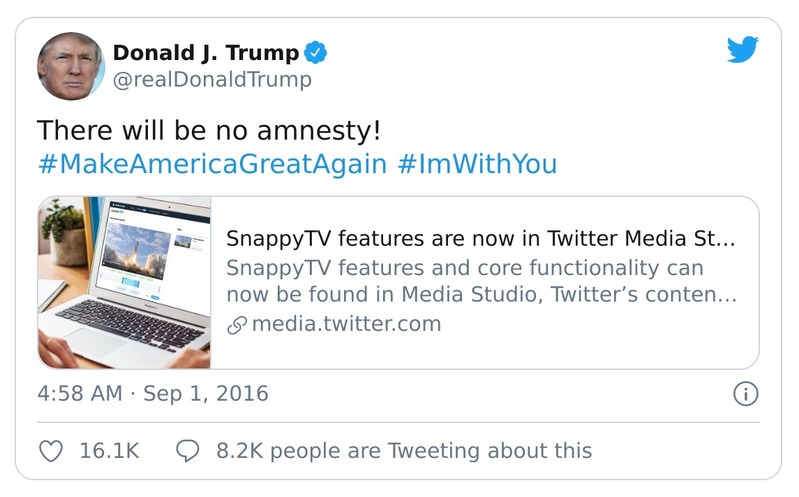 Donald J. Trump
@realDonaldTrump
There will be no amnesty!
#MakeAmericaGreatAgain #ImWithYou
SnappyTV features are now in Twitter Media St...
SnappyTV features and core functionality can
now be found in Media Studio, Twitter’s conten...
media.twitter.com
4:58 AM · Sep 1, 2016
16.1K
8.2K people are Tweeting about this